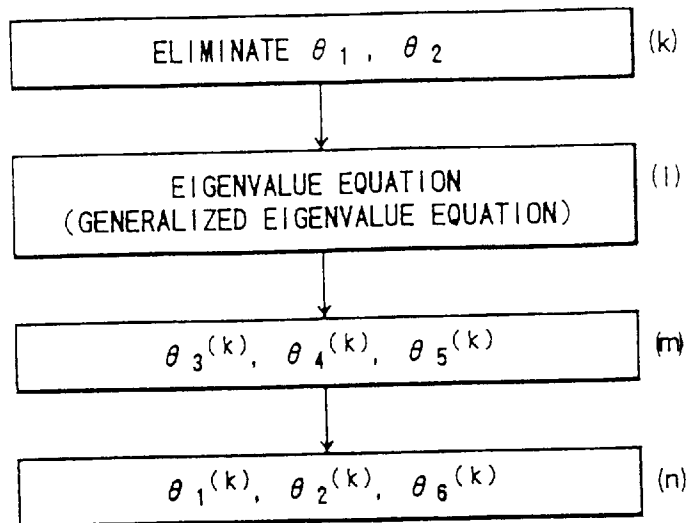 ELIMINATE θ1, θ2 (k)
EIGENVALUE EQUATION (l)
(GENERALIZED EIGENVALUE EQUATION)
θ3(k), θ4(k), θ5(k) (m)
θ1(k), θ2(k), θ6(k) (n)